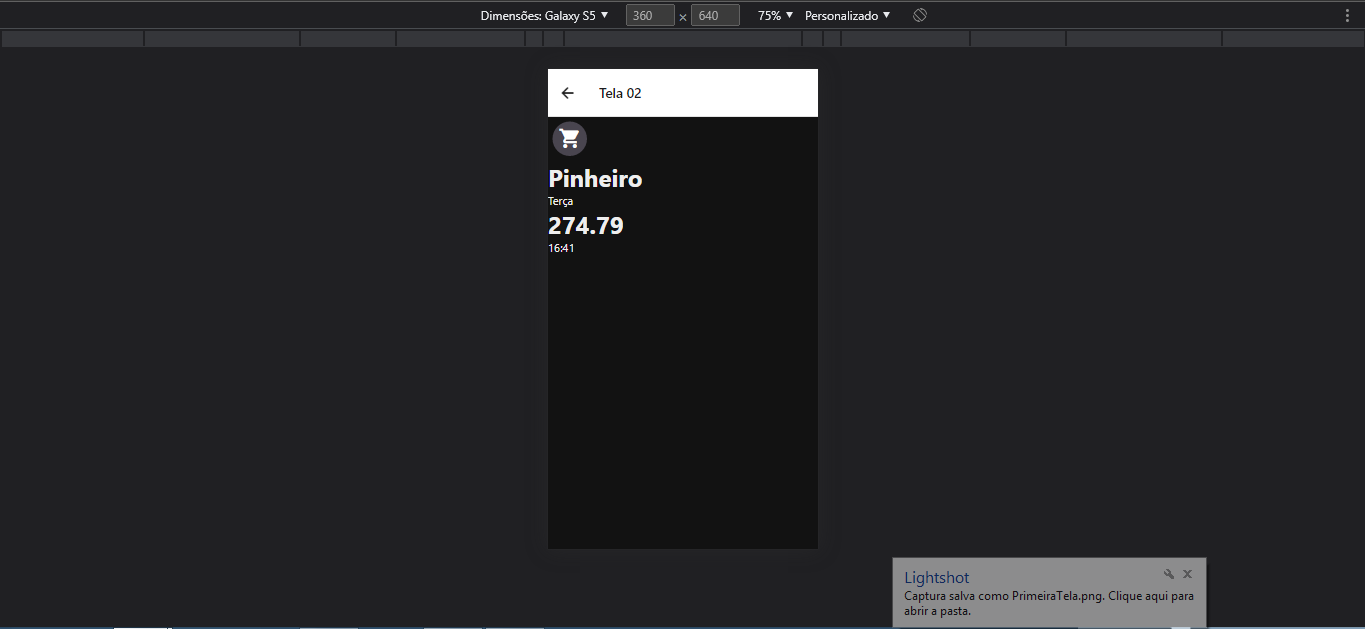 Dimensões: Galaxy S5 ▼ 360 × 640 75% ▼ Personalizado ▼
Tela 02
Pinheiro
Terça
274.79
16:41
Lightshot
Captura salva como PrimeiraTela.png. Clique aqui para
abrir a pasta.